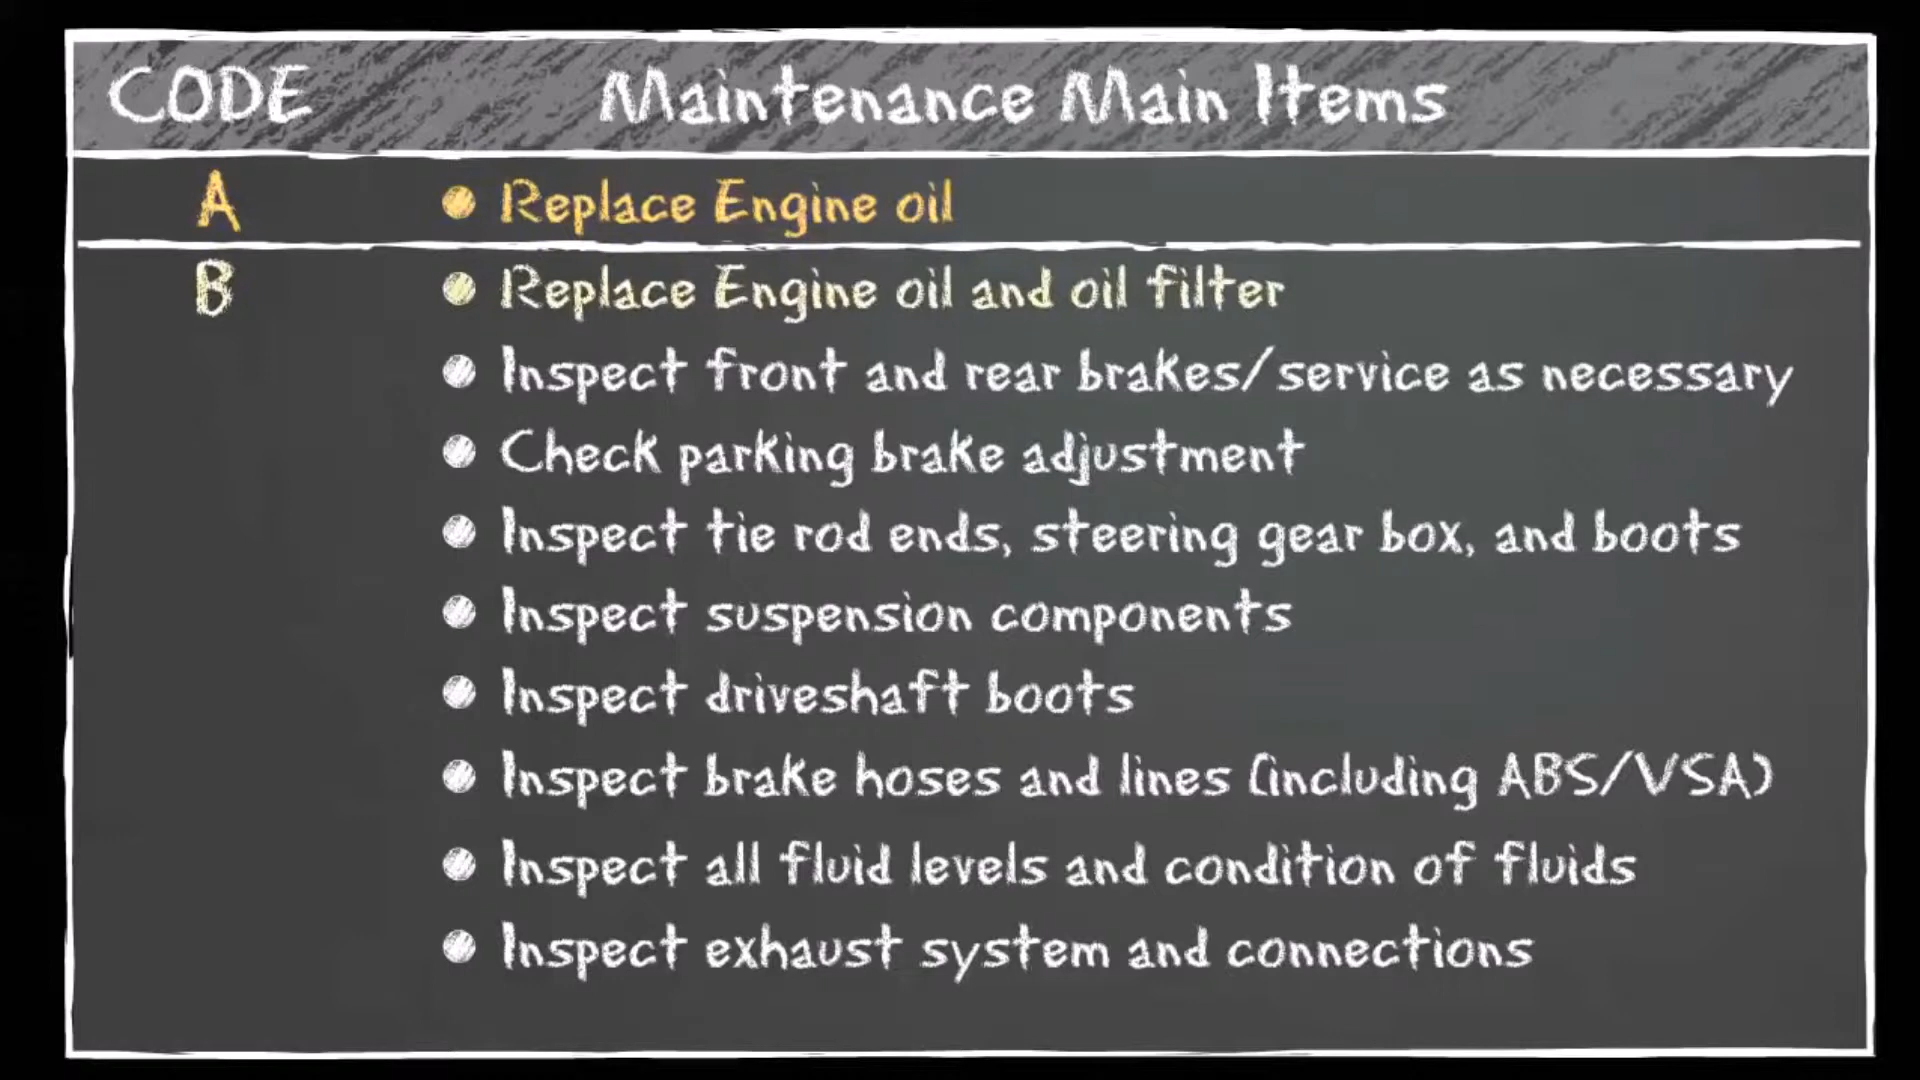 CODE Maintenance Main Items
A • Replace Engine oil
B • Replace Engine oil and oil filter
• Inspect front and rear brakes/service as necessary
• Check parking brake adjustment
• Inspect tie rod ends, steering gear box, and boots
• Inspect suspension components
• Inspect driveshaft boots
• Inspect brake hoses and lines (including ABS/VSA)
• Inspect all fluid levels and condition of fluids
• Inspect exhaust system and connections